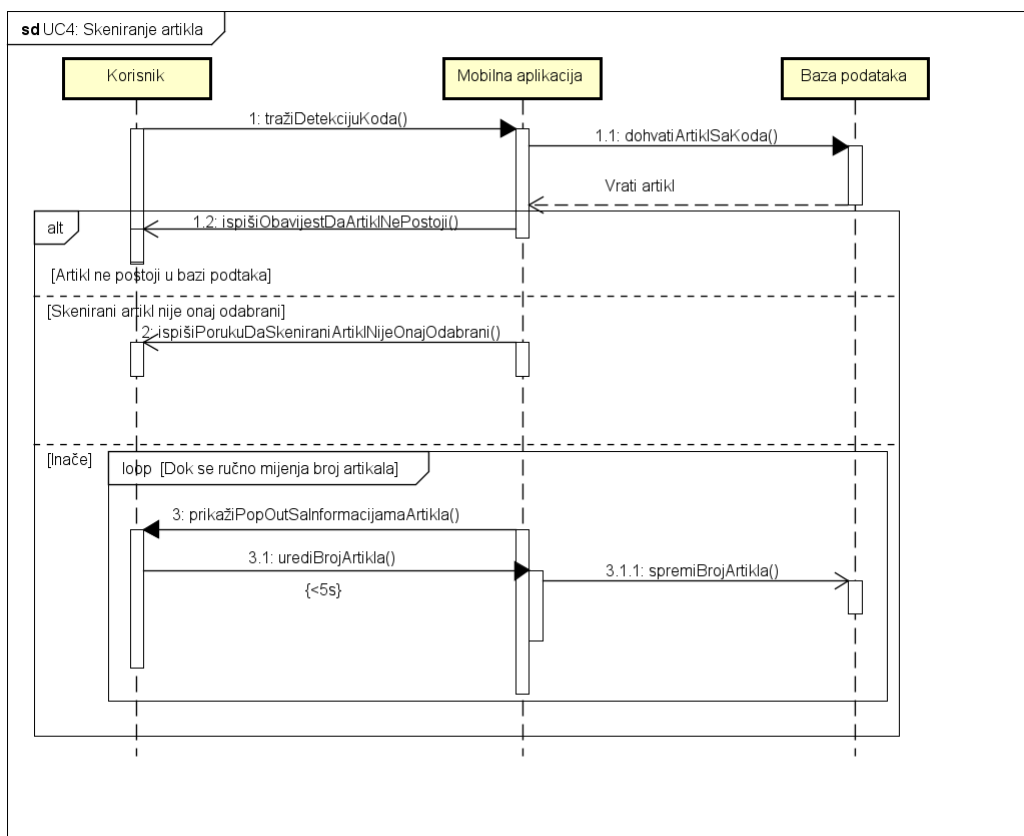 sd UC4: Skeniranje artikla
Korisnik
Mobilna aplikacija
Baza podataka
1: tražiDetekcijuKoda()
1.1: dohvatiArtiklSaKoda()
Vrati artikl
alt
1.2: ispišiObavijestDaArtiklNePostoji()
[Artikl ne postoji u bazi podtaka]
[Skenirani artikl nije onaj odabrani]
2: ispišiPorukuDaSkeniraniArtiklNijeOnajOdabrani()
[Inače]
loop [Dok se ručno mijenja broj artikala]
3: prikažiPopOutSaInformacijamaArtikla()
3.1: urediBrojArtikla()
3.1.1: spremiBrojArtikla()
{<5s}